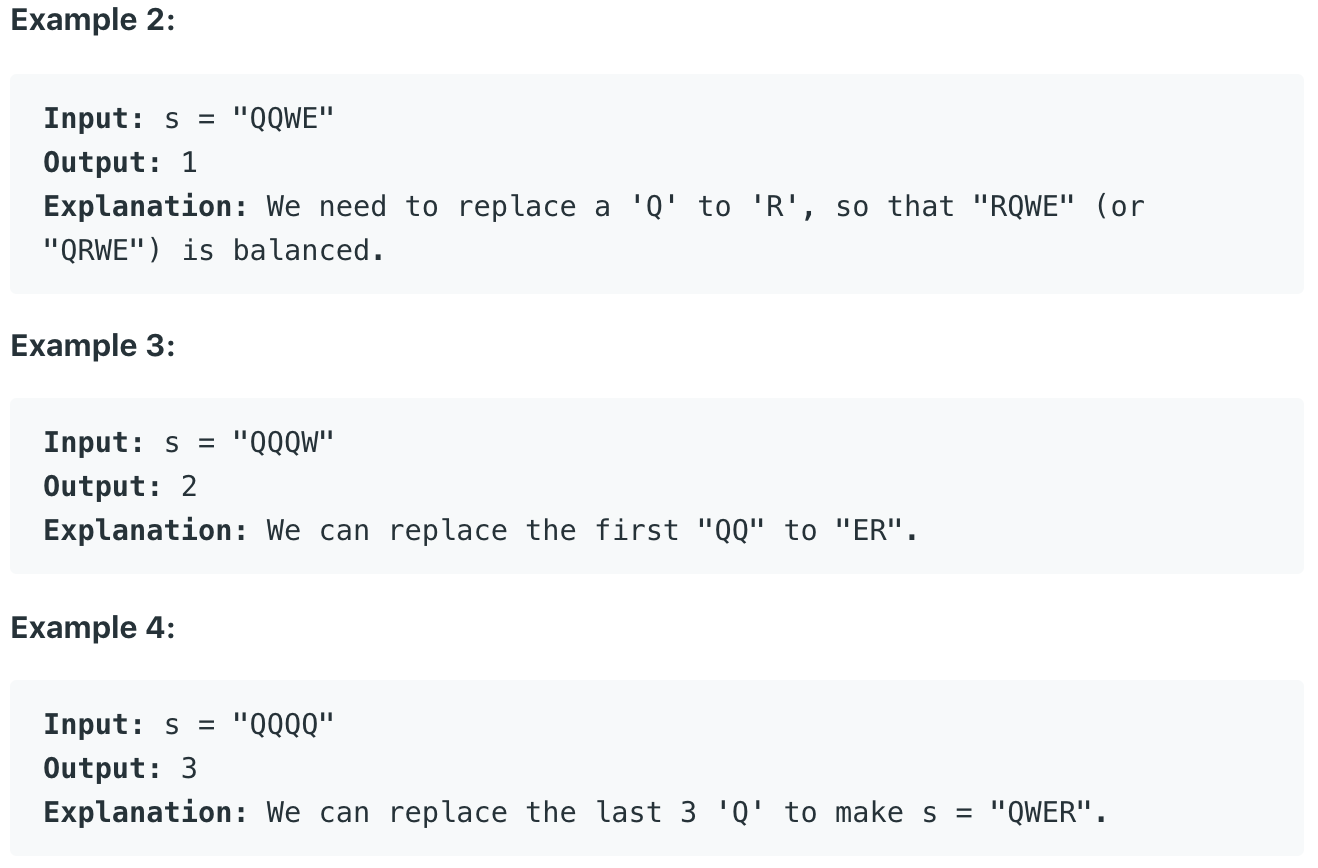 Example 2:
Input: s = "QQWE"
Output: 1
Explanation: We need to replace a 'Q' to 'R', so that "RQWE" (or
"QRWE") is balanced.
Example 3:
Input: s = "QQQW"
Output: 2
Explanation: We can replace the first "QQ" to "ER".
Example 4:
Input: s = "QQQQ"
Output: 3
Explanation: We can replace the last 3 'Q' to make s = "QWER".